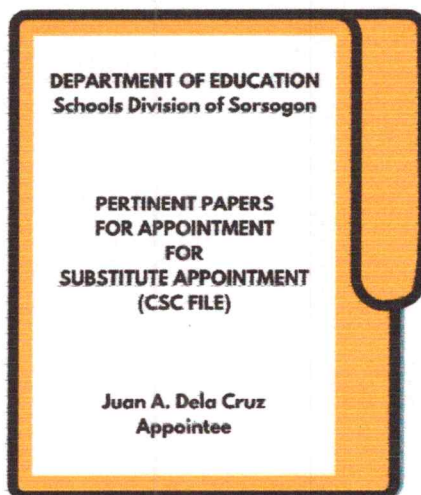 DEPARTMENT OF EDUCATION
Schools Division of Sorsogon
PERTINENT PAPERS
FOR APPOINTMENT
FOR
SUBSTITUTE APPOINTMENT
(CSC FILE)
Juan A. Dela Cruz
Appointee